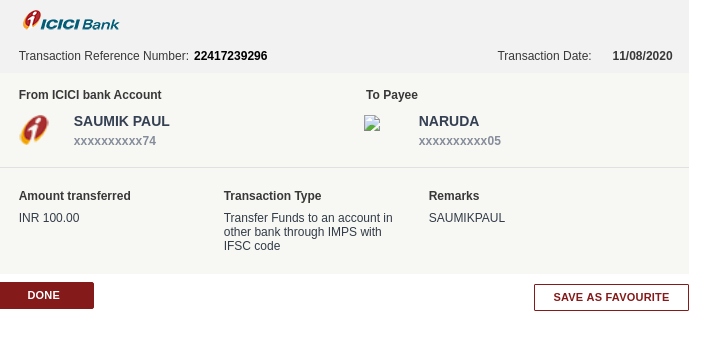 ICICI Bank
Transaction Reference Number: 22417239296 Transaction Date: 11/08/2020
From ICICI bank Account To Payee
SAUMIK PAUL NARUDA
xxxxxxxxxx74 xxxxxxxxxx05
Amount transferred Transaction Type Remarks
INR 100.00 Transfer Funds to an account in SAUMIKPAUL
other bank through IMPS with
IFSC code
DONE SAVE AS FAVOURITE